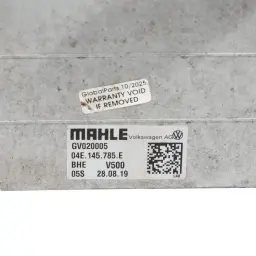 GlobalParts 10/2025
WARRANTY VOID
IF REMOVED
MAHLE Volkswagen AG
GV020005
04E.145.785.E
BHE V500
05S 28.08.19